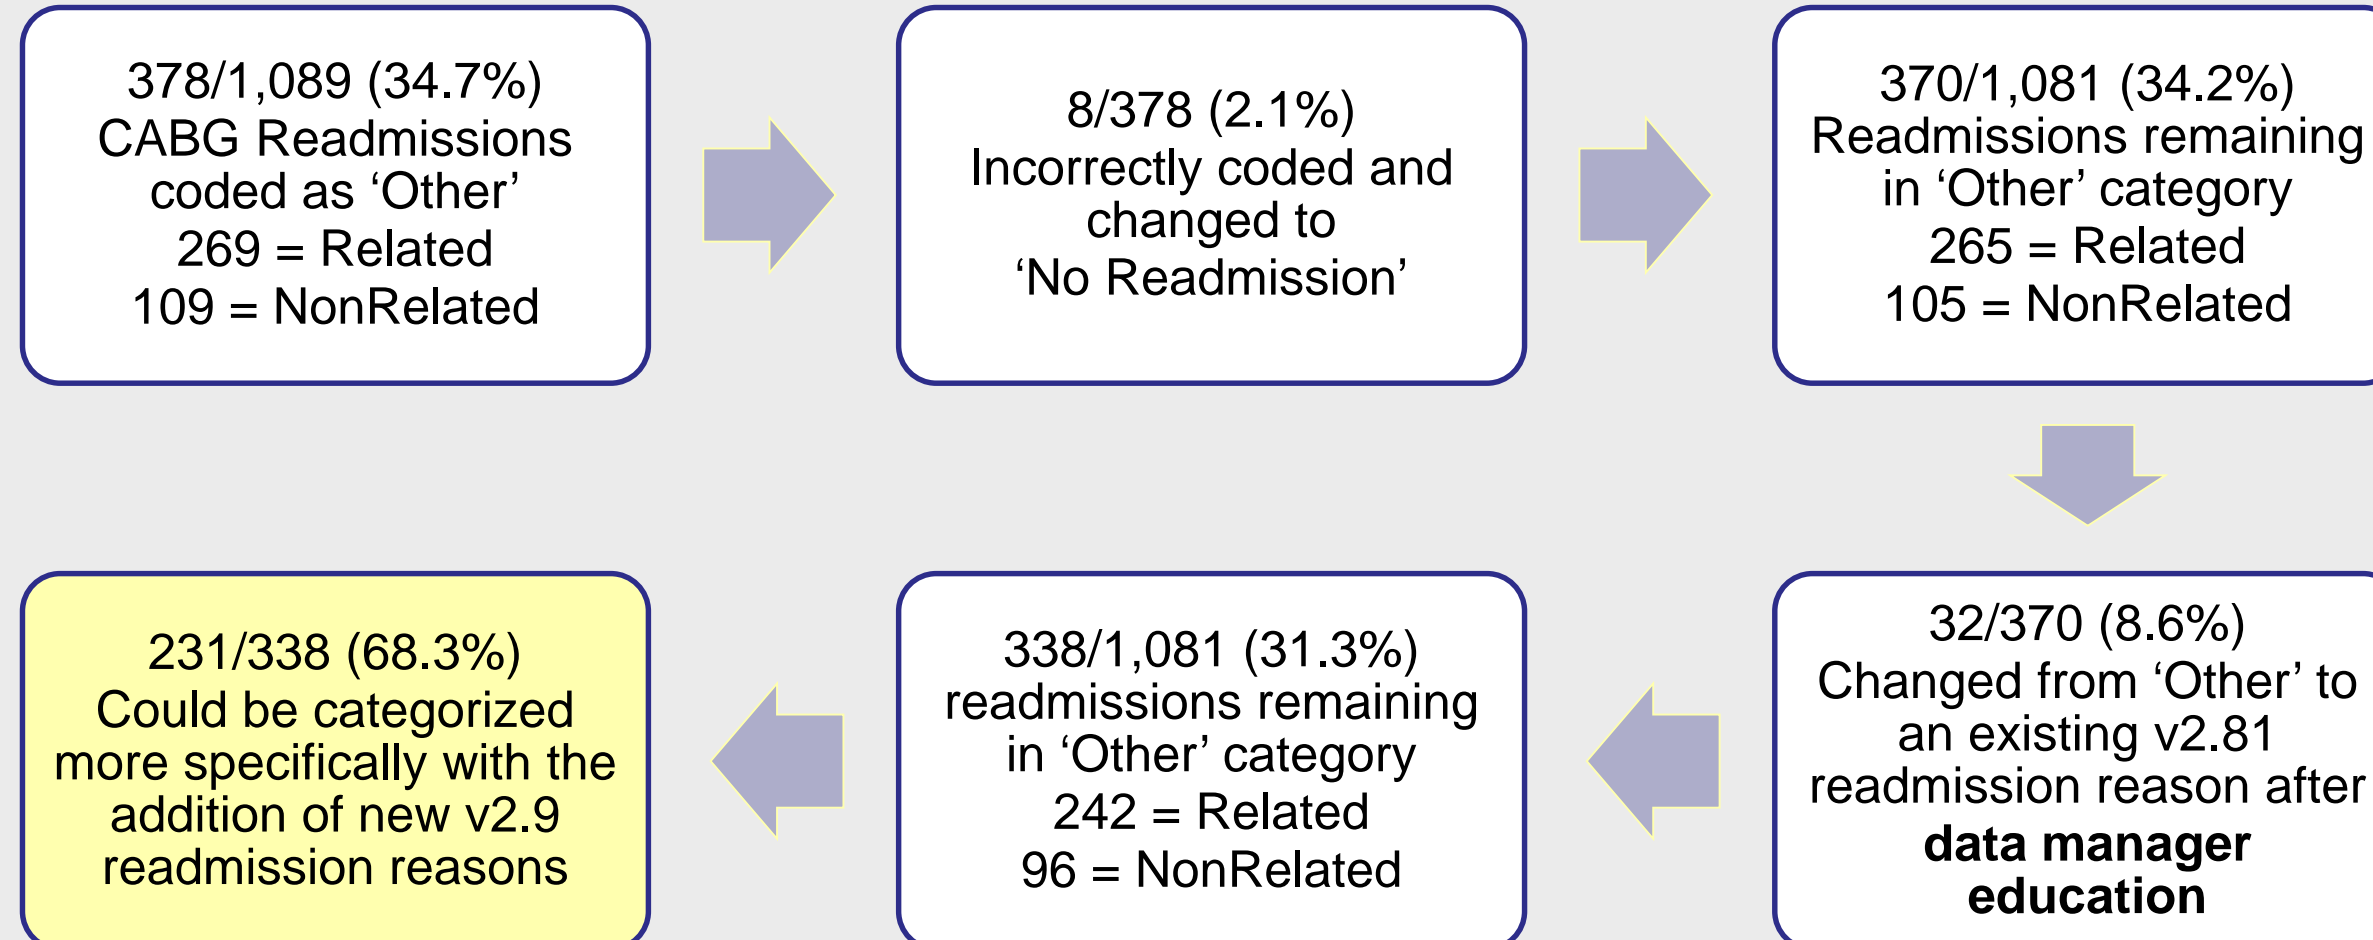 378/1,089 (34.7%)
CABG Readmissions
coded as ‘Other’
269 = Related
109 = NonRelated
8/378 (2.1%)
Incorrectly coded and
changed to
‘No Readmission’
370/1,081 (34.2%)
Readmissions remaining
in ‘Other’ category
265 = Related
105 = NonRelated
32/370 (8.6%)
Changed from ‘Other’ to
an existing v2.81
readmission reason after
data manager
education
338/1,081 (31.3%)
readmissions remaining
in ‘Other’ category
242 = Related
96 = NonRelated
231/338 (68.3%)
Could be categorized
more specifically with the
addition of new v2.9
readmission reasons